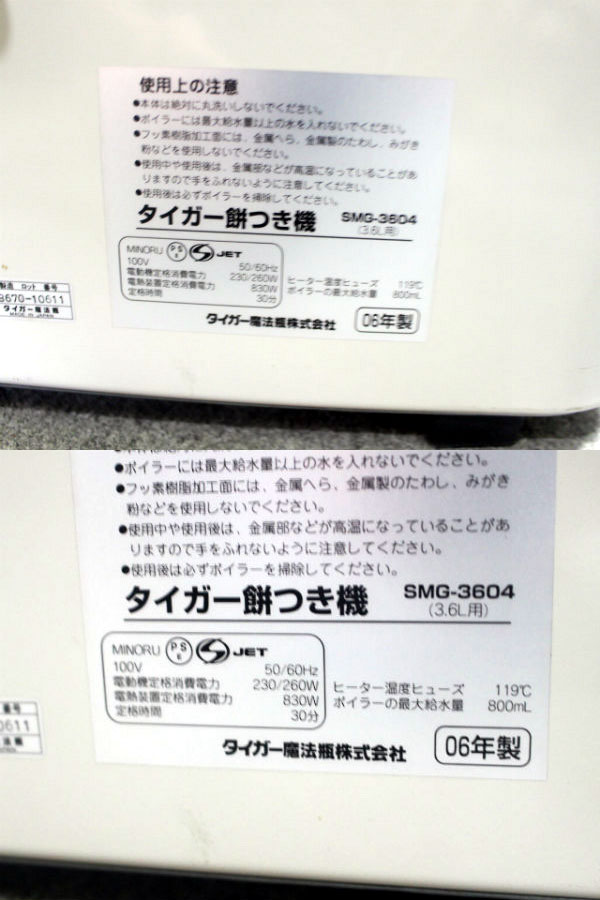 使用上の注意
●本体は絶対に丸洗いしないでください。
●ボイラーには最大給水量以上の水を入れないでください。
●フッ素樹脂加工面には、金属へら、金属製のたわし、みがき
粉などを使用しないでください。
●使用中や使用後は、金属部などが高温になっていることがあ
りますので手をふれないように注意してください。
●使用後は必ずボイラーを掃除してください。
タイガー餅つき機 SMG-3604
(3.6L用)
MINORU PS E JET
100V 50/60Hz
電動機定格消費電力 230/260W
電熱装置定格消費電力 830W
定格時間 30分
ヒーター温度ヒューズ 119℃
ボイラーの最大給水量 800mL
タイガー魔法瓶株式会社 06年製
製造 ロット 番号
8670-10611
タイガー魔法瓶
MADE IN JAPAN
●ボイラーには最大給水量以上の水を入れないでください。
●フッ素樹脂加工面には、金属へら、金属製のたわし、みがき
粉などを使用しないでください。
●使用中や使用後は、金属部などが高温になっていることがあ
りますので手をふれないように注意してください。
●使用後は必ずボイラーを掃除してください。
タイガー餅つき機 SMG-3604
(3.6L用)
MINORU PS E JET
100V 50/60Hz
電動機定格消費電力 230/260W
電熱装置定格消費電力 830W
定格時間 30分
ヒーター温度ヒューズ 119℃
ボイラーの最大給水量 800mL
タイガー魔法瓶株式会社 06年製
番号
0611
法瓶